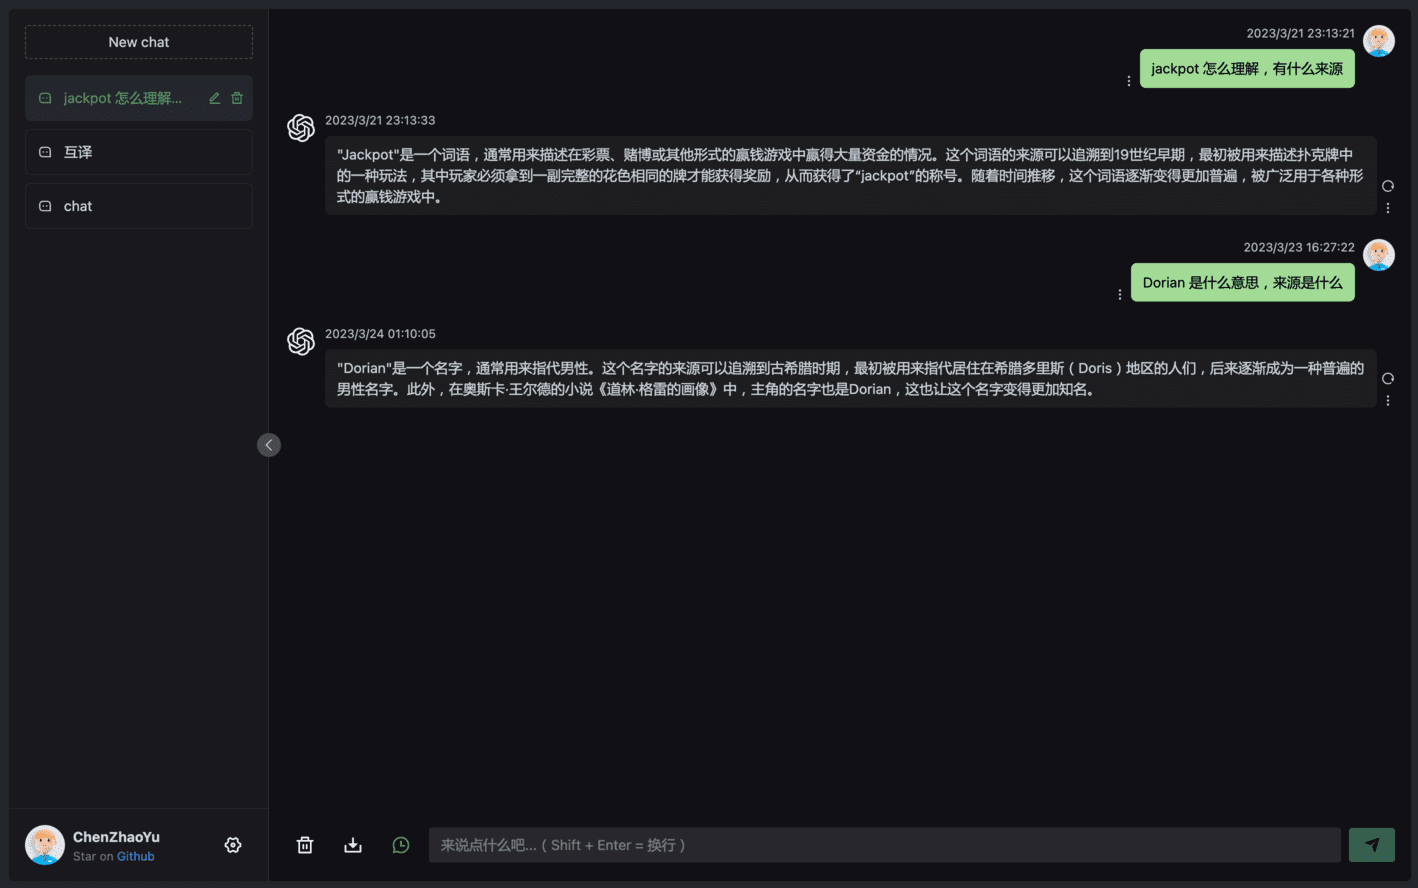 New chat
jackpot 怎么理解...
互译
chat
2023/3/21 23:13:21
jackpot 怎么理解，有什么来源
2023/3/21 23:13:33
"Jackpot"是一个词语，通常用来描述在彩票、赌博或其他形式的赢钱游戏中赢得大量资金的情况。这个词语的来源可以追溯到19世纪早期，最初被用来描述扑克牌中
的一种玩法，其中玩家必须拿到一副完整的花色相同的牌才能获得奖励，从而获得了“jackpot”的称号。随着时间推移，这个词语逐渐变得更加普遍，被广泛用于各种形
式的赢钱游戏中。
2023/3/23 16:27:22
Dorian 是什么意思，来源是什么
2023/3/24 01:10:05
"Dorian"是一个名字，通常用来指代男性。这个名字的来源可以追溯到古希腊时期，最初被用来指代居住在希腊多里斯（Doris）地区的人们，后来逐渐成为一种普遍的
男性名字。此外，在奥斯卡·王尔德的小说《道林·格雷的画像》中，主角的名字也是Dorian，这也让这个名字变得更加知名。
ChenZhaoYu
Star on Github
来说点什么吧...（Shift + Enter = 换行）